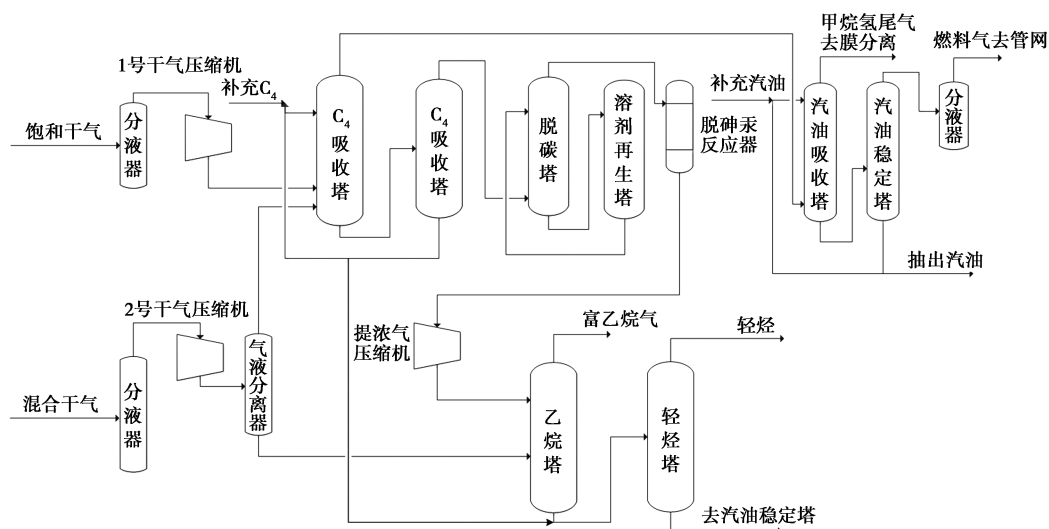 甲烷氢尾气
去膜分离
燃料气去管网
1号干气压缩机
补充C₄
补充汽油
饱和干气
分液器
C₄吸收塔
C₄吸收塔
脱碳塔
溶剂再生塔
脱砷汞
反应器
汽油吸收塔
汽油稳定塔
分液器
抽出汽油
2号干气压缩机
提浓气
压缩机
富乙烷气
轻烃
混合干气
分液器
气液分离器
乙烷塔
轻烃塔
去汽油稳定塔